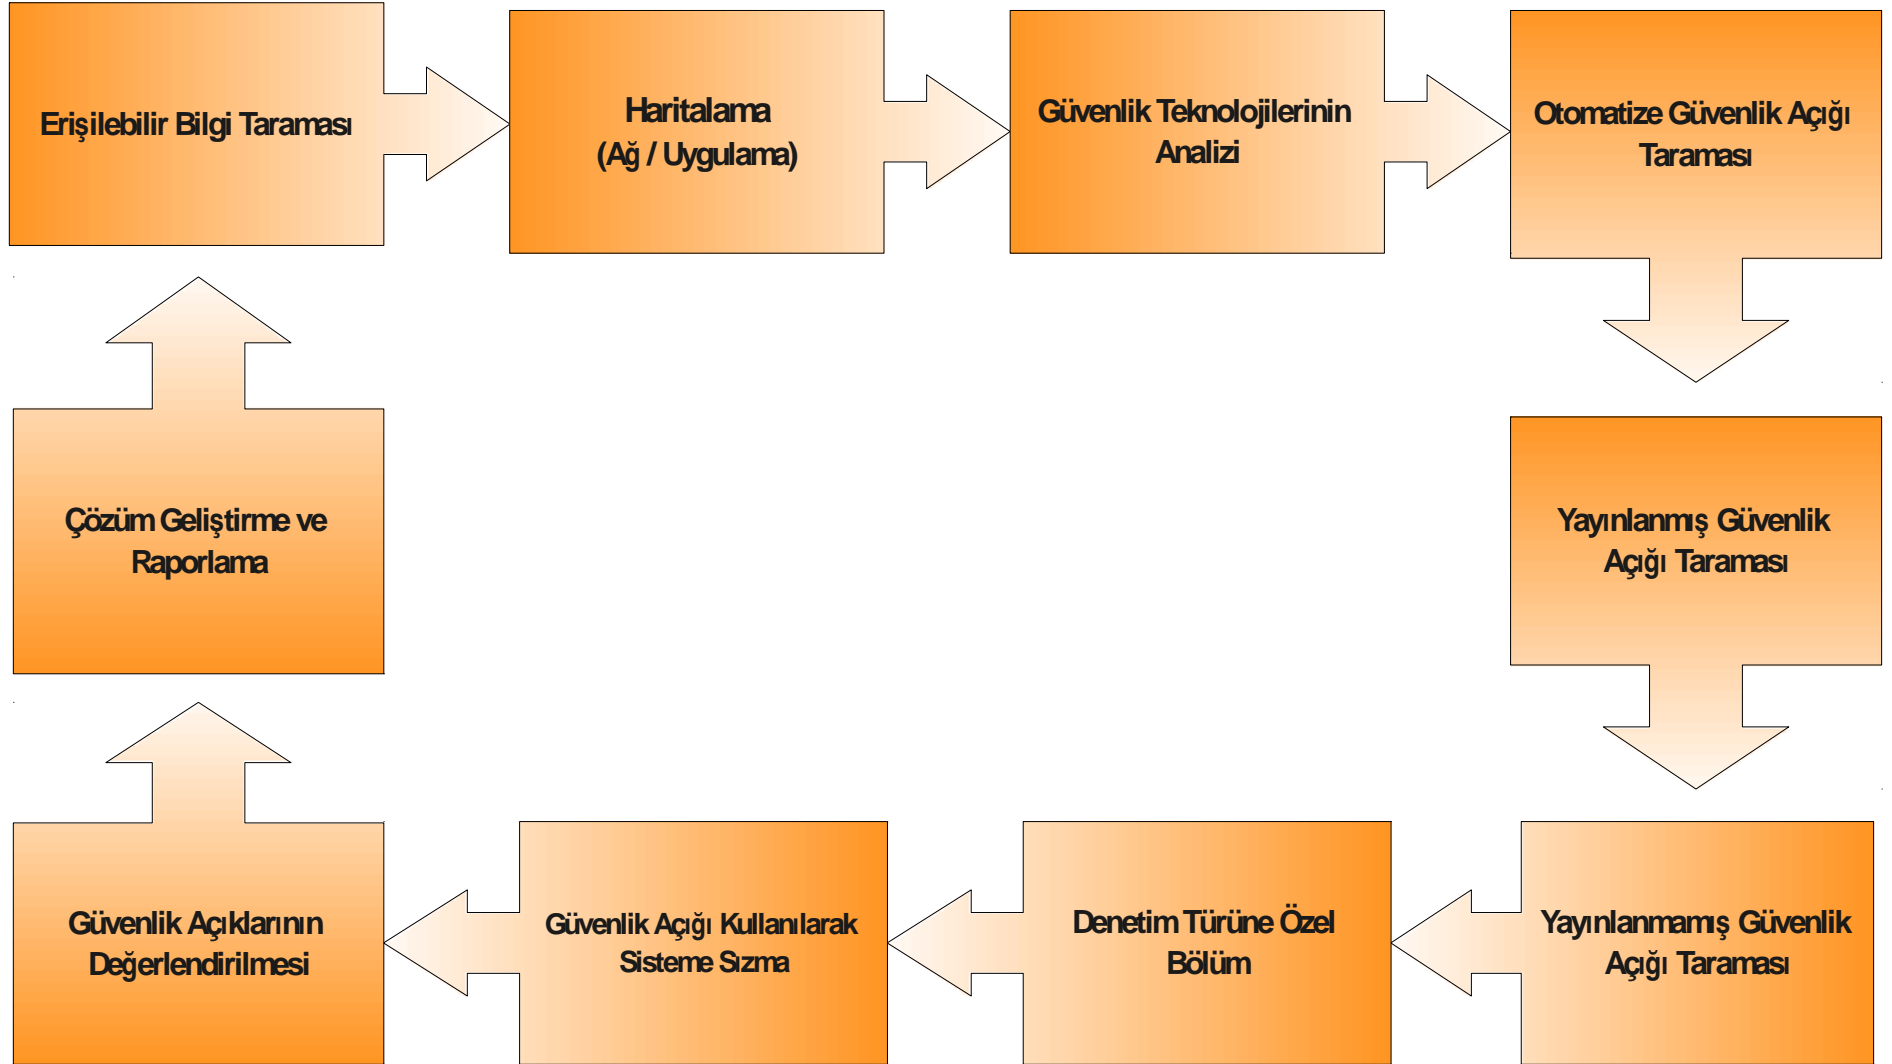 Erişilebilir Bilgi Taraması
Haritalama
(Ağ / Uygulama)
Güvenlik Teknolojilerinin
Analizi
Otomatize Güvenlik Açığı
Taraması
Yayınlanmış Güvenlik
Açığı Taraması
Yayınlanmamış Güvenlik
Açığı Taraması
Denetim Türüne Özel
Bölüm
Güvenlik Açığı Kullanılarak
Sisteme Sızma
Güvenlik Açıklarının
Değerlendirilmesi
Çözüm Geliştirme ve
Raporlama